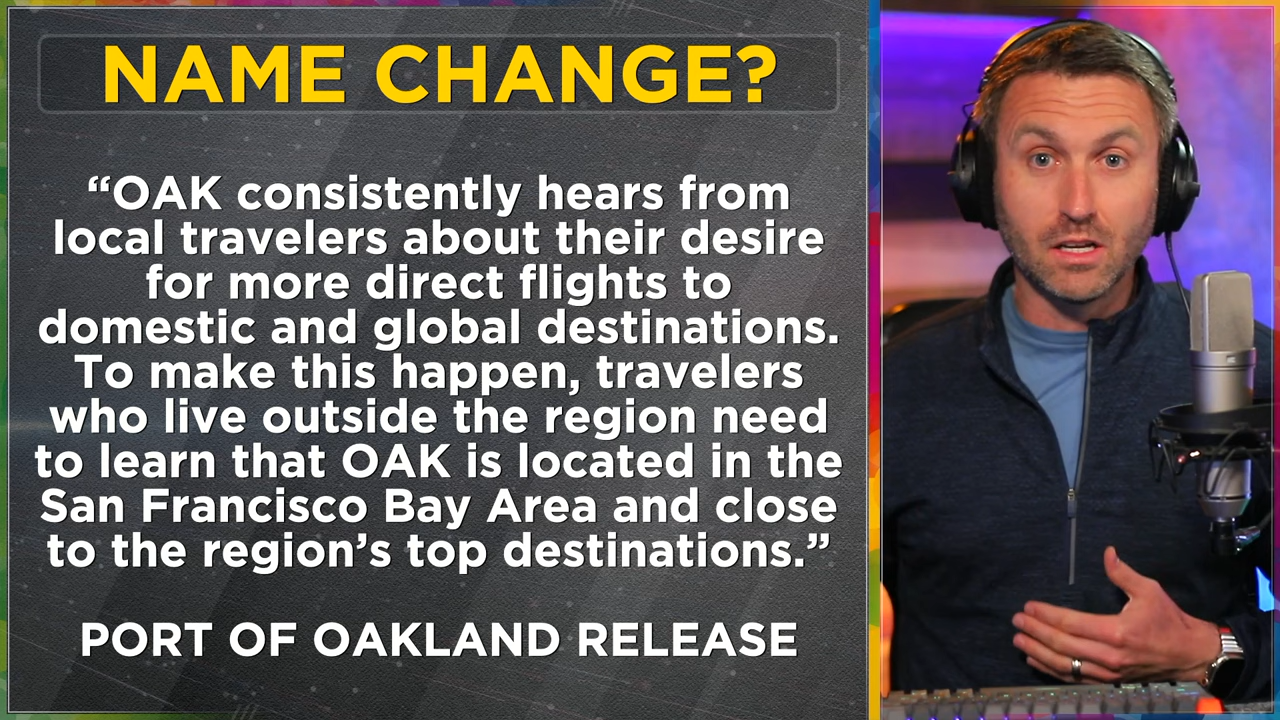 NAME CHANGE?
“OAK consistently hears from
local travelers about their desire
for more direct flights to
domestic and global destinations.
To make this happen, travelers
who live outside the region need
to learn that OAK is located in the
San Francisco Bay Area and close
to the region’s top destinations.”
PORT OF OAKLAND RELEASE